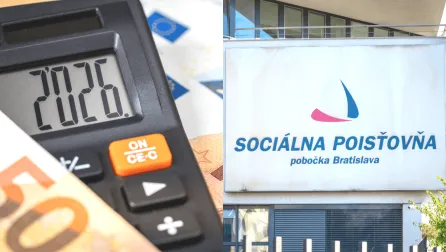 2026.
ON
CE·C
+/−
▶
÷
50
SOCIÁLNA POISŤOVŇA
pobočka Bratislava